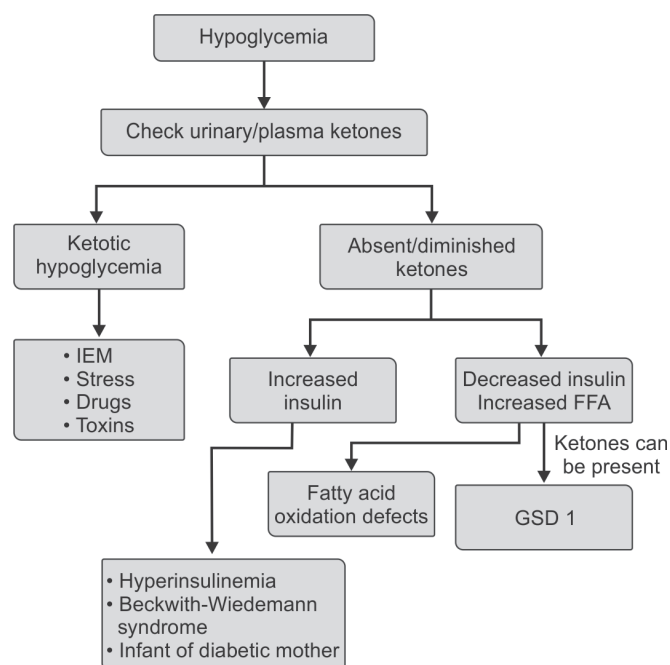 Hypoglycemia
Check urinary/plasma ketones
Ketotic
hypoglycemia
Absent/diminished
ketones
• IEM
• Stress
• Drugs
• Toxins
Increased
insulin
Decreased insulin
Increased FFA
Ketones can
be present
Fatty acid
oxidation defects
GSD 1
• Hyperinsulinemia
• Beckwith-Wiedemann
syndrome
• Infant of diabetic mother